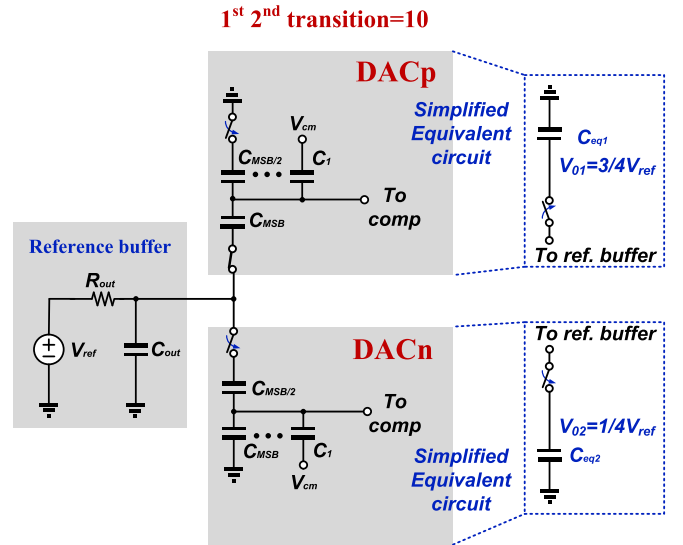 1st 2nd transition=10
DACp
Simplified
Equivalent
circuit
Vcm
CMSB/2
C1
To
comp
CMSB
Ceq1
V01=3/4Vref
To ref. buffer
Reference buffer
Rout
Vref
Cout
DACn
CMSB/2
To
comp
CMSB
C1
Vcm
Simplified
Equivalent
circuit
To ref. buffer
V02=1/4Vref
Ceq2